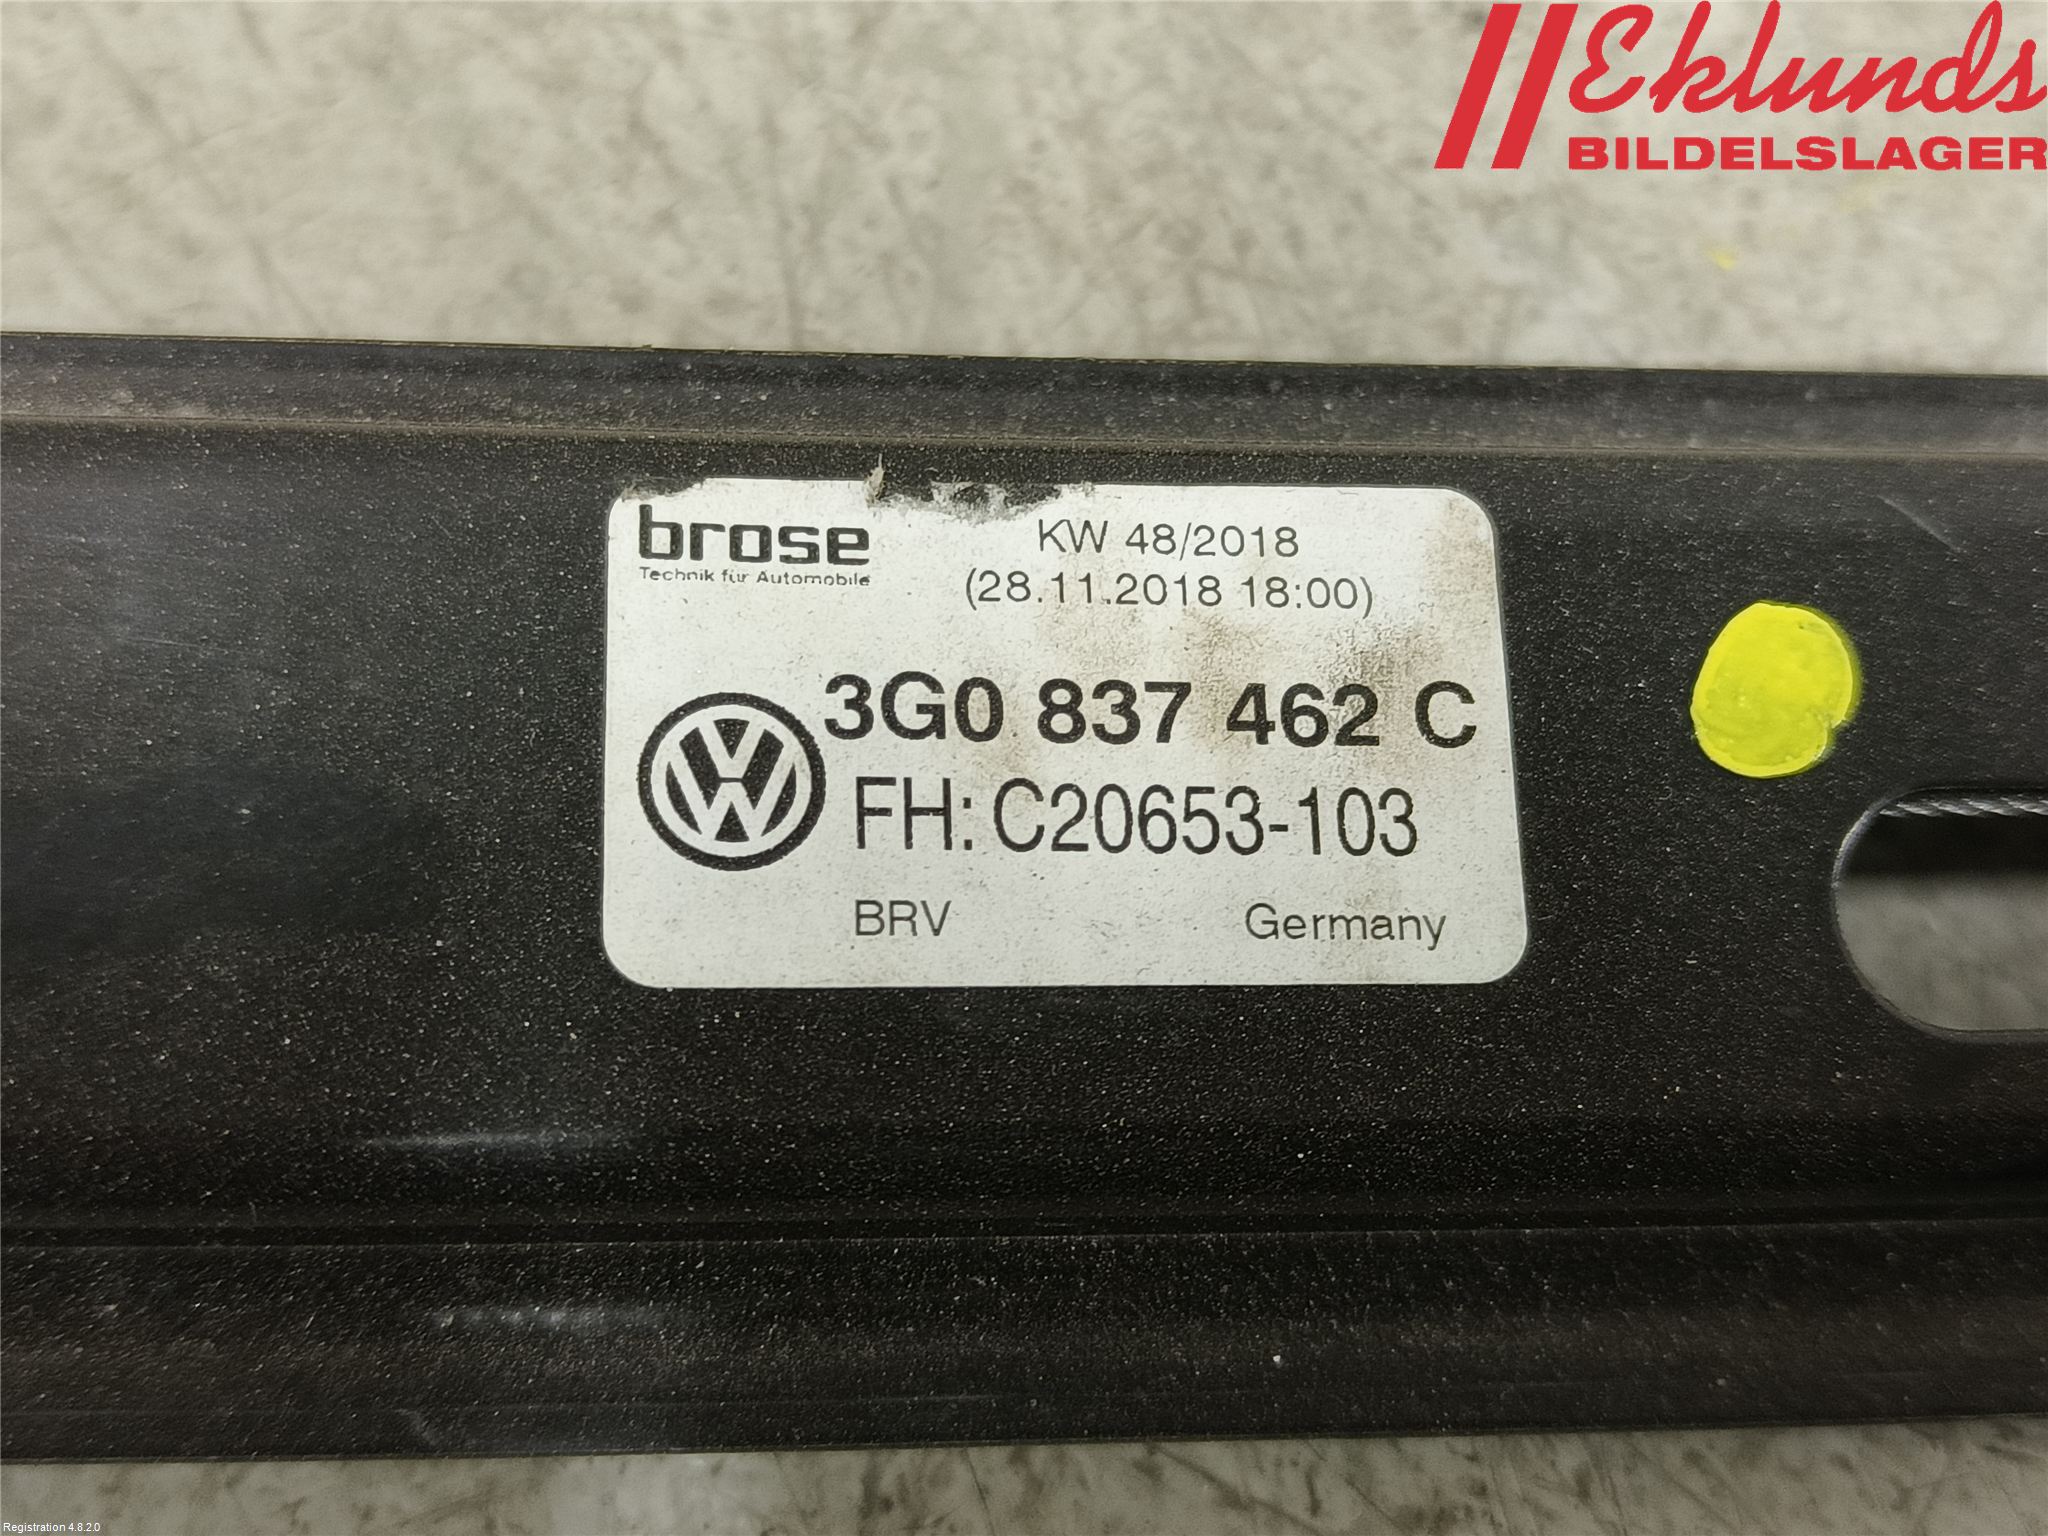 Eklunds
BILDELSLAGER
brose
Technik für Automobile
KW 48/2018
(28.11.2018 18:00)
3G0 837 462 C
FH: C20653-103
BRV Germany
Registration 4.8.2.0